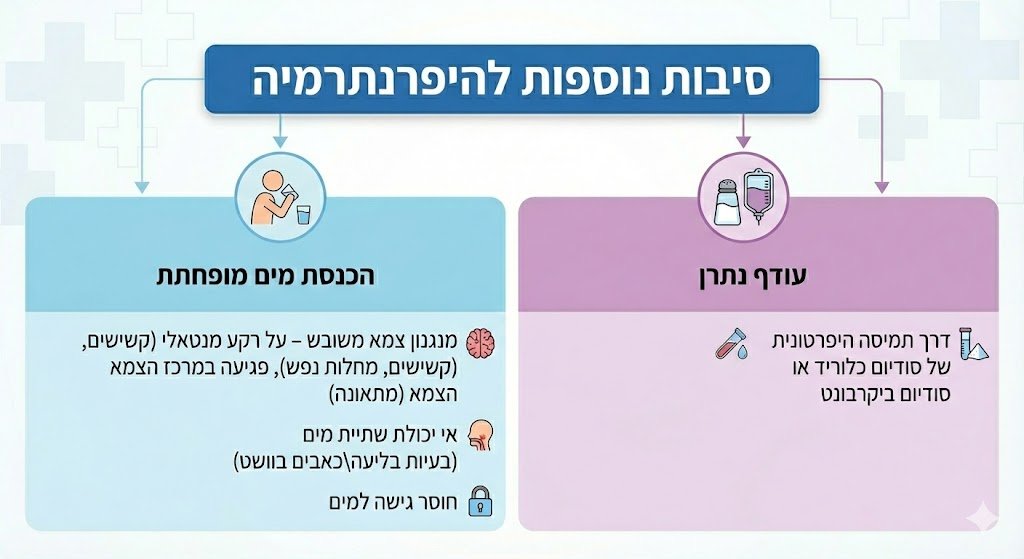 סיבות נוספות להיפרנתרמיה
עודף נתרן
דרך תמיסה היפרטונית
של סודיום כלוריד או
סודיום ביקרבונט
הכנסת מים מופחתת
מנגנון צמא משובש – על רקע מנטאלי (קשישים,
(קשישים, מחלות נפש), פגיעה במרכז הצמא
הצמא (מתאונה)
אי יכולת שתיית מים
(בעיות בליעה\כאבים בוושט)
חוסר גישה למים